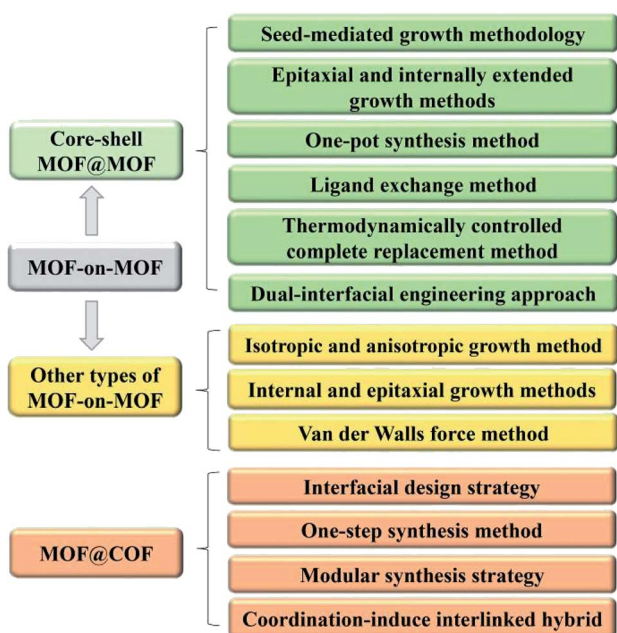 Core-shell
MOF@MOF
MOF-on-MOF
Other types of
MOF-on-MOF
MOF@COF
Seed-mediated growth methodology
Epitaxial and internally extended
growth methods
One-pot synthesis method
Ligand exchange method
Thermodynamically controlled
complete replacement method
Dual-interfacial engineering approach
Isotropic and anisotropic growth method
Internal and epitaxial growth methods
Van der Walls force method
Interfacial design strategy
One-step synthesis method
Modular synthesis strategy
Coordination-induce interlinked hybrid